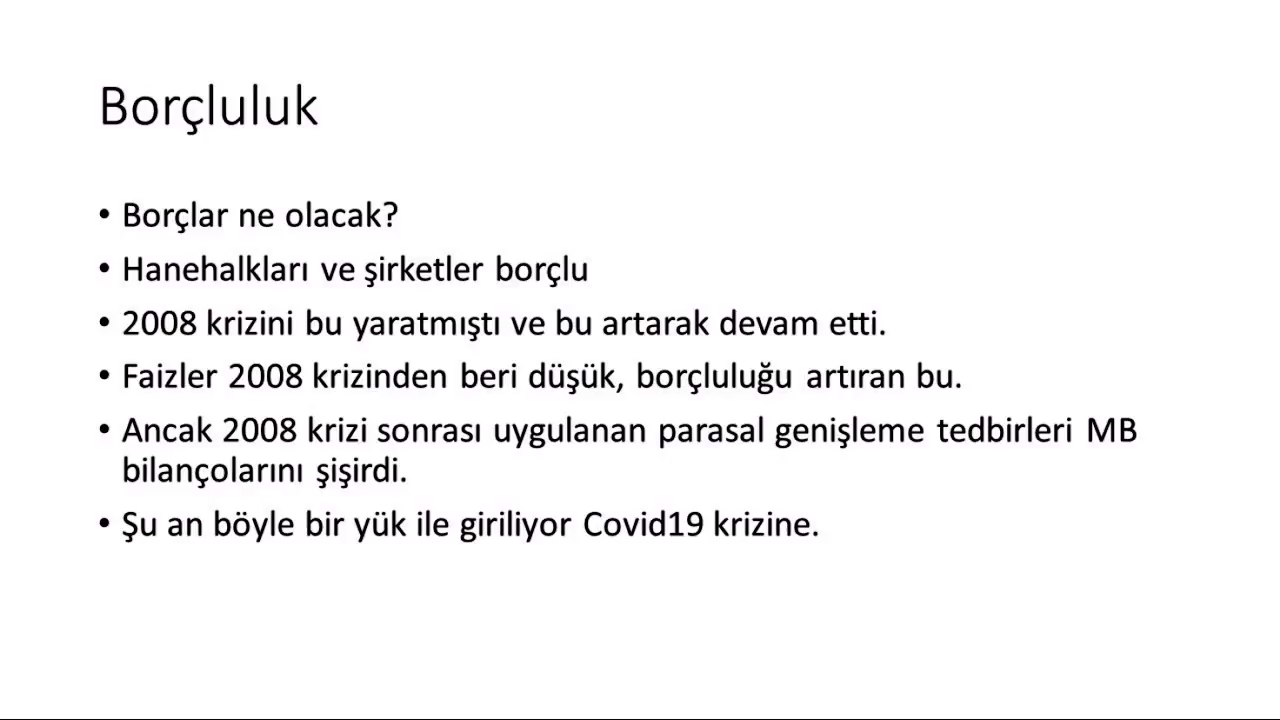 Borçluluk
• Borçlar ne olacak?
• Hanehalkları ve şirketler borçlu
• 2008 krizini bu yaratmıştı ve bu artarak devam etti.
• Faizler 2008 krizinden beri düşük, borçluluğu artıran bu.
• Ancak 2008 krizi sonrası uygulanan parasal genişleme tedbirleri MB
bilançolarını şişirdi.
• Şu an böyle bir yük ile giriliyor Covid19 krizine.